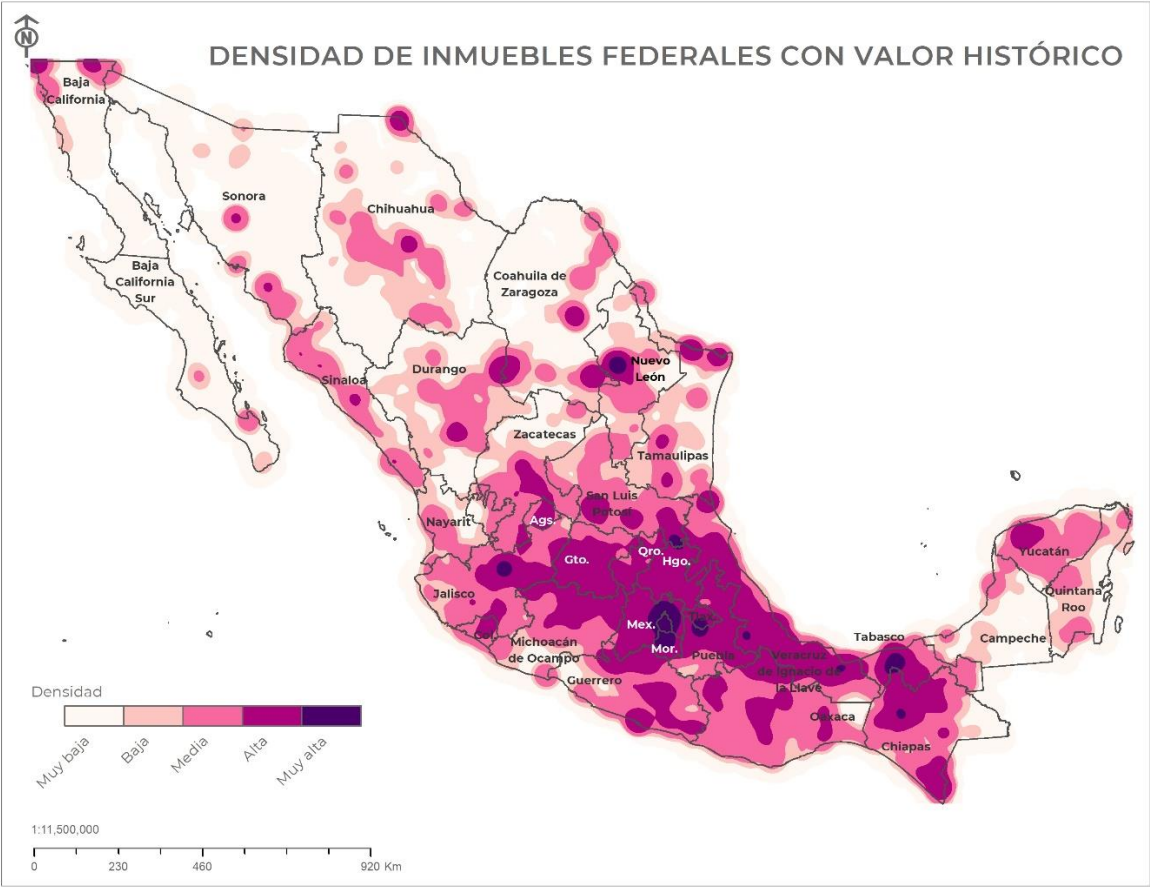 N
DENSIDAD DE INMUEBLES FEDERALES CON VALOR HISTÓRICO
Baja
California
Sonora
Chihuahua
Baja
California
Sur
Coahuila de
Zaragoza
Sinaloa
Durango
Nuevo
León
Zacatecas
Tamaulipas
San Luis
Potosí
Nayarit
Ags.
Gto.
Qro.
Hgo.
Jalisco
Col.
Michoacán
de Ocampo
Mex.
Mor.
Puebla
Guerrero
Veracruz
de Ignacio de
la Llave
Oaxaca
Tabasco
Chiapas
Campeche
Yucatán
Quintana
Roo
Densidad
Muy baja
Baja
Media
Alta
Muy alta
1:11,500,000
0 230 460 920 Km